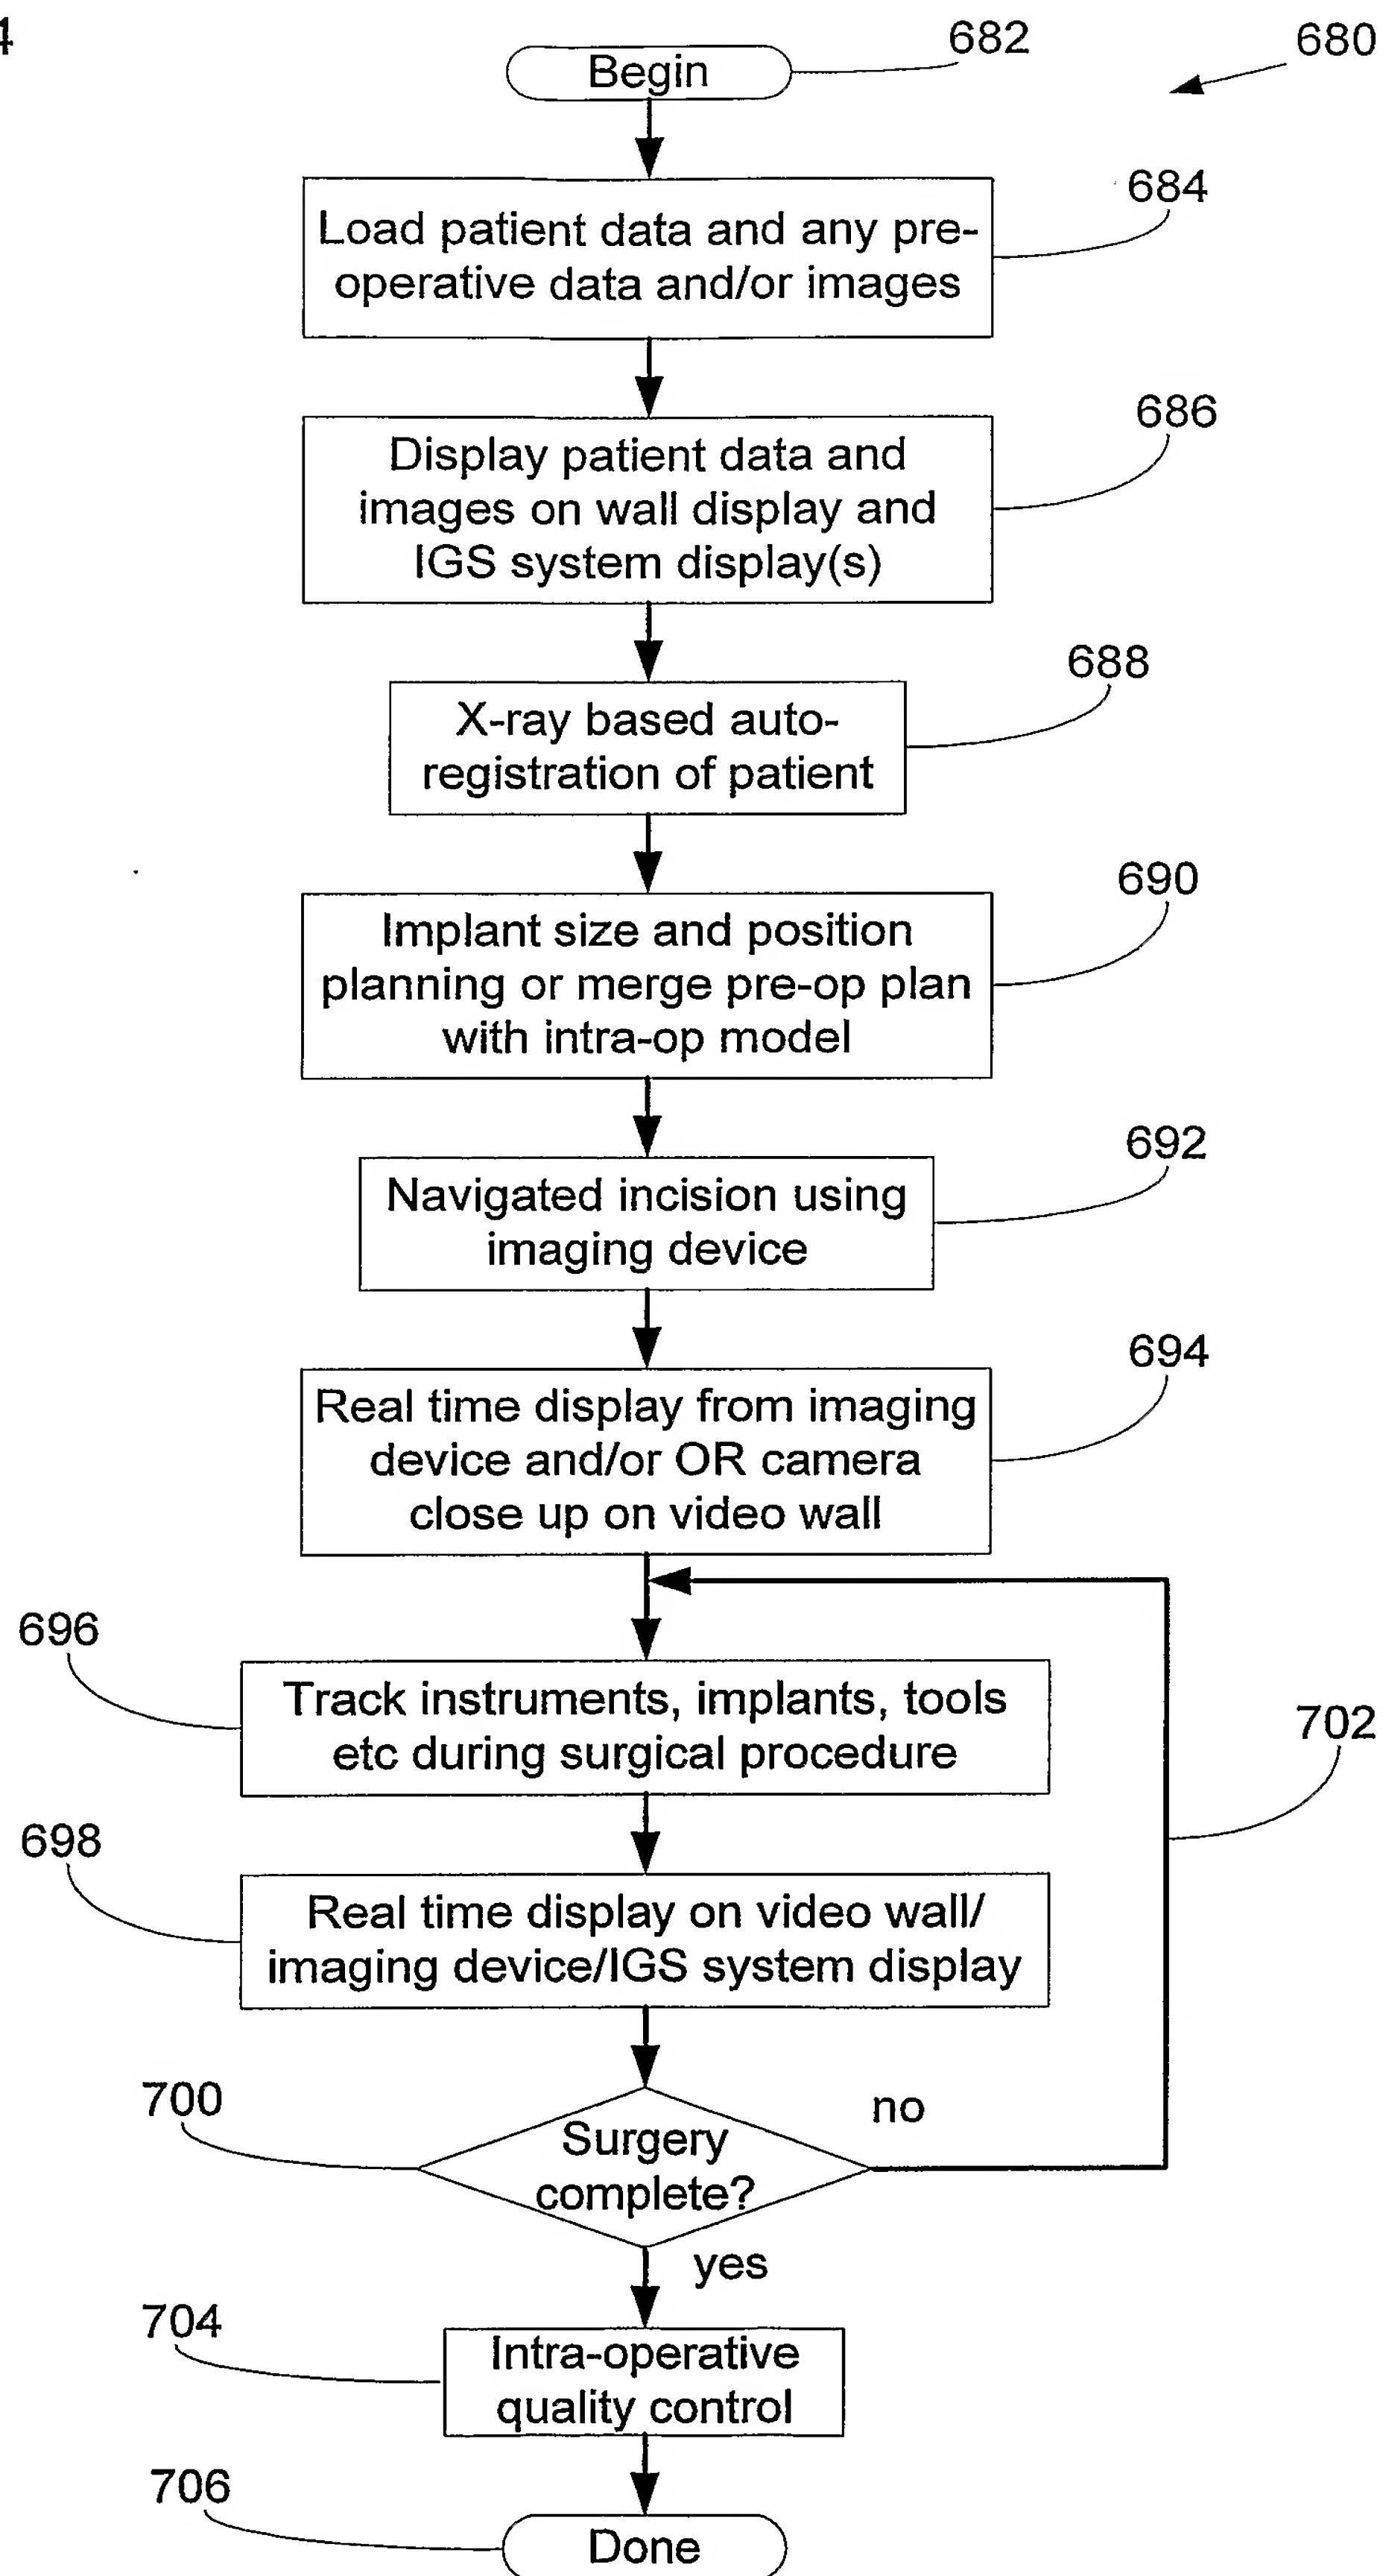 4
Begin
682
680
Load patient data and any pre-
operative data and/or images
684
Display patient data and
images on wall display and
IGS system display(s)
686
X-ray based auto-
registration of patient
688
Implant size and position
planning or merge pre-op plan
with intra-op model
690
Navigated incision using
imaging device
692
Real time display from imaging
device and/or OR camera
close up on video wall
694
696
Track instruments, implants, tools
etc during surgical procedure
702
698
Real time display on video wall/
imaging device/IGS system display
700
Surgery
complete?
no
yes
704
Intra-operative
quality control
706
Done